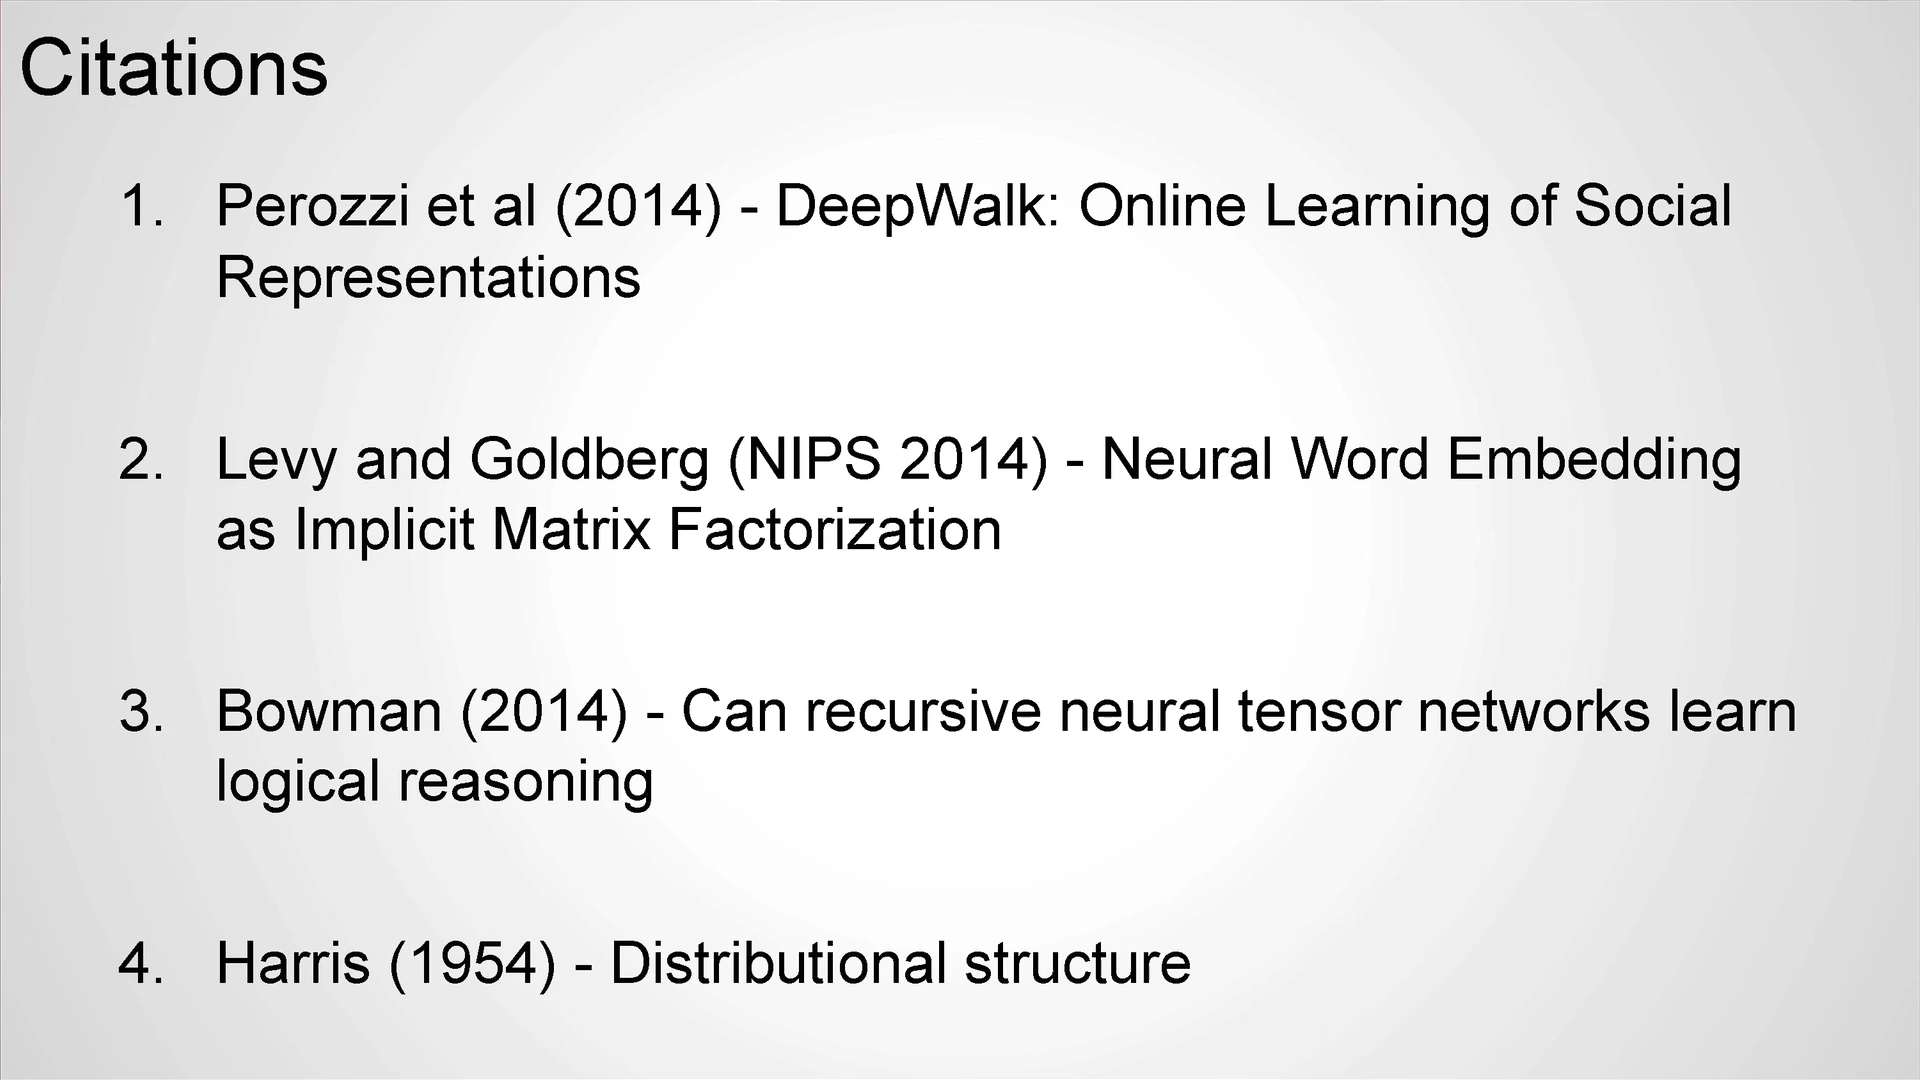 Citations
1. Perozzi et al (2014) - DeepWalk: Online Learning of Social
Representations
2. Levy and Goldberg (NIPS 2014) - Neural Word Embedding
as Implicit Matrix Factorization
3. Bowman (2014) - Can recursive neural tensor networks learn
logical reasoning
4. Harris (1954) - Distributional structure